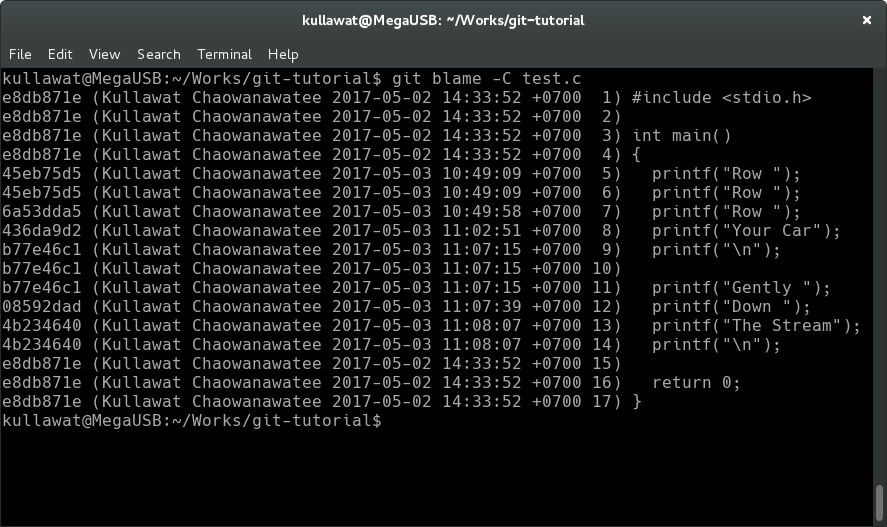 kullawat@MegaUSB: ~/Works/git-tutorial
File Edit View Search Terminal Help
kullawat@MegaUSB:~/Works/git-tutorial$ git blame -C test.c
e8db871e (Kullawat Chaowanawatee 2017-05-02 14:33:52 +0700  1) #include <stdio.h>
e8db871e (Kullawat Chaowanawatee 2017-05-02 14:33:52 +0700  2)
e8db871e (Kullawat Chaowanawatee 2017-05-02 14:33:52 +0700  3) int main()
e8db871e (Kullawat Chaowanawatee 2017-05-02 14:33:52 +0700  4) {
45eb75d5 (Kullawat Chaowanawatee 2017-05-03 10:49:09 +0700  5)   printf("Row ");
45eb75d5 (Kullawat Chaowanawatee 2017-05-03 10:49:09 +0700  6)   printf("Row ");
6a53dda5 (Kullawat Chaowanawatee 2017-05-03 10:49:58 +0700  7)   printf("Row ");
436da9d2 (Kullawat Chaowanawatee 2017-05-03 11:02:51 +0700  8)   printf("Your Car");
b77e46c1 (Kullawat Chaowanawatee 2017-05-03 11:07:15 +0700  9)   printf("\n");
b77e46c1 (Kullawat Chaowanawatee 2017-05-03 11:07:15 +0700 10)
b77e46c1 (Kullawat Chaowanawatee 2017-05-03 11:07:15 +0700 11)   printf("Gently ");
08592dad (Kullawat Chaowanawatee 2017-05-03 11:07:39 +0700 12)   printf("Down ");
4b234640 (Kullawat Chaowanawatee 2017-05-03 11:08:07 +0700 13)   printf("The Stream");
4b234640 (Kullawat Chaowanawatee 2017-05-03 11:08:07 +0700 14)   printf("\n");
e8db871e (Kullawat Chaowanawatee 2017-05-02 14:33:52 +0700 15)
e8db871e (Kullawat Chaowanawatee 2017-05-02 14:33:52 +0700 16)   return 0;
e8db871e (Kullawat Chaowanawatee 2017-05-02 14:33:52 +0700 17) }
kullawat@MegaUSB:~/Works/git-tutorial$